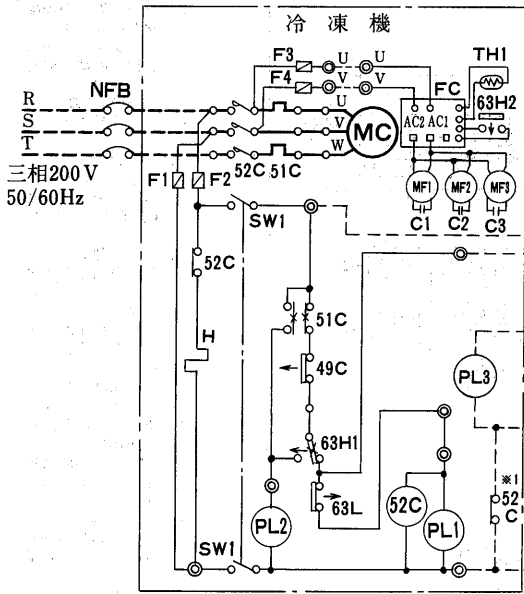 冷凍機
F3 U U TH1
F4 V V FC 63H2
NFB
R U AC2 AC1
S V MC
T W
三相200V 50/60Hz
F1 F2 52C 51C
MF1 MF2 MF3
SW1 C1 C2 C3
52C
51C
H
49C
PL3
63H1
※1
52C
63L 52C
PL2 PL1
SW1